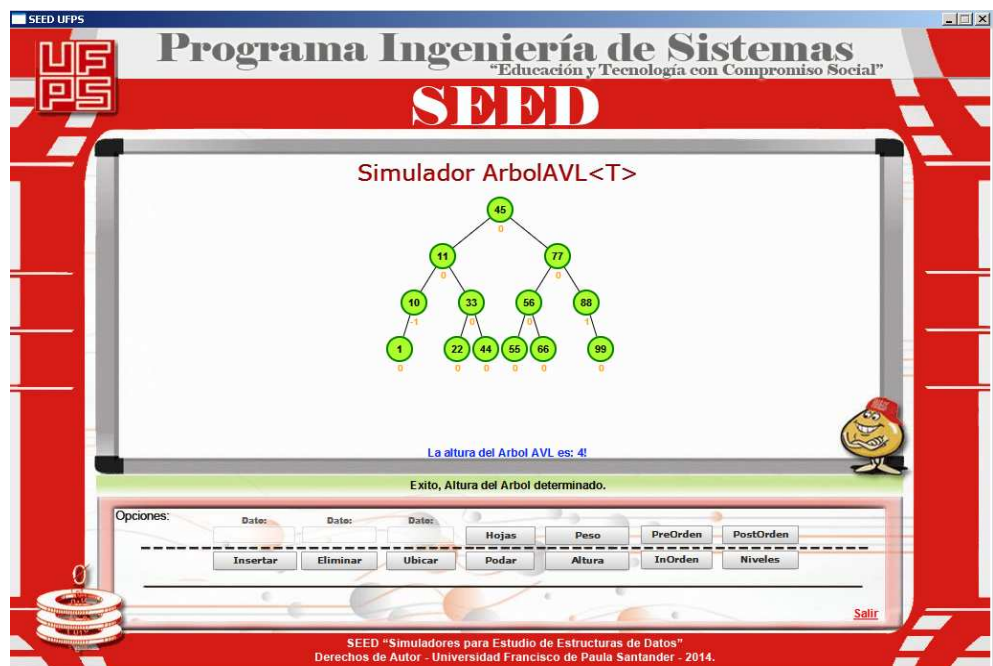 SEED UFPS
UFPS
Programa Ingeniería de Sistemas
“Educación y Tecnología con Compromiso Social”
SEED
Simulador ArbolAVL<T>
45
0
11 77
0 0
10 33 56 88
-1 0 0 1
1 22 44 55 66 99
0 0 0 0 0 0
La altura del Arbol AVL es: 4!
Exito, Altura del Arbol determinado.
Opciones:
Dato: Dato: Dato:
Hojas Peso PreOrden PostOrden
Insertar Eliminar Ubicar Podar Altura InOrden Niveles
Salir
SEED “Simuladores para Estudio de Estructuras de Datos”
Derechos de Autor - Universidad Francisco de Paula Santander - 2014.